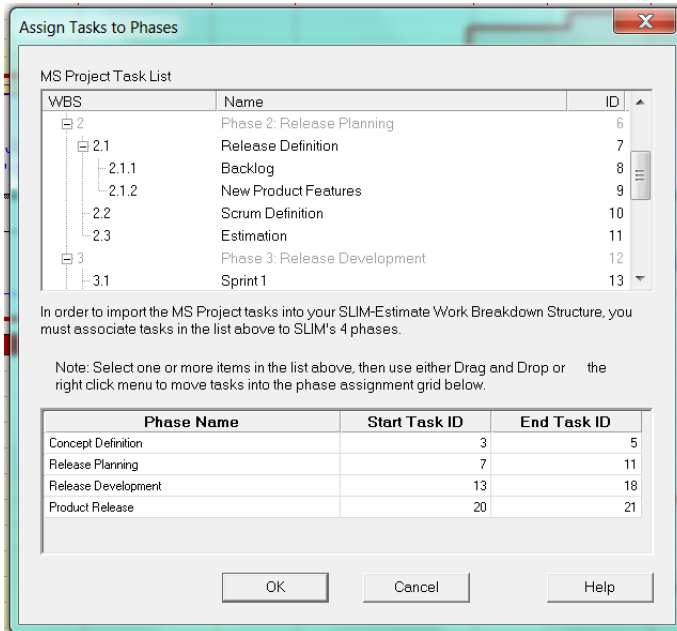 Assign Tasks to Phases
X
MS Project Task List
WBS Name ID
2 Phase 2: Release Planning 6
2.1 Release Definition 7
2.1.1 Backlog 8
2.1.2 New Product Features 9
2.2 Scrum Definition 10
2.3 Estimation 11
3 Phase 3: Release Development 12
3.1 Sprint 1 13
In order to import the MS Project tasks into your SLIM-Estimate Work Breakdown Structure, you
must associate tasks in the list above to SLIM's 4 phases.
Note: Select one or more items in the list above, then use either Drag and Drop or the
right click menu to move tasks into the phase assignment grid below.
Phase Name Start Task ID End Task ID
Concept Definition 3 5
Release Planning 7 11
Release Development 13 18
Product Release 20 21
OK Cancel Help